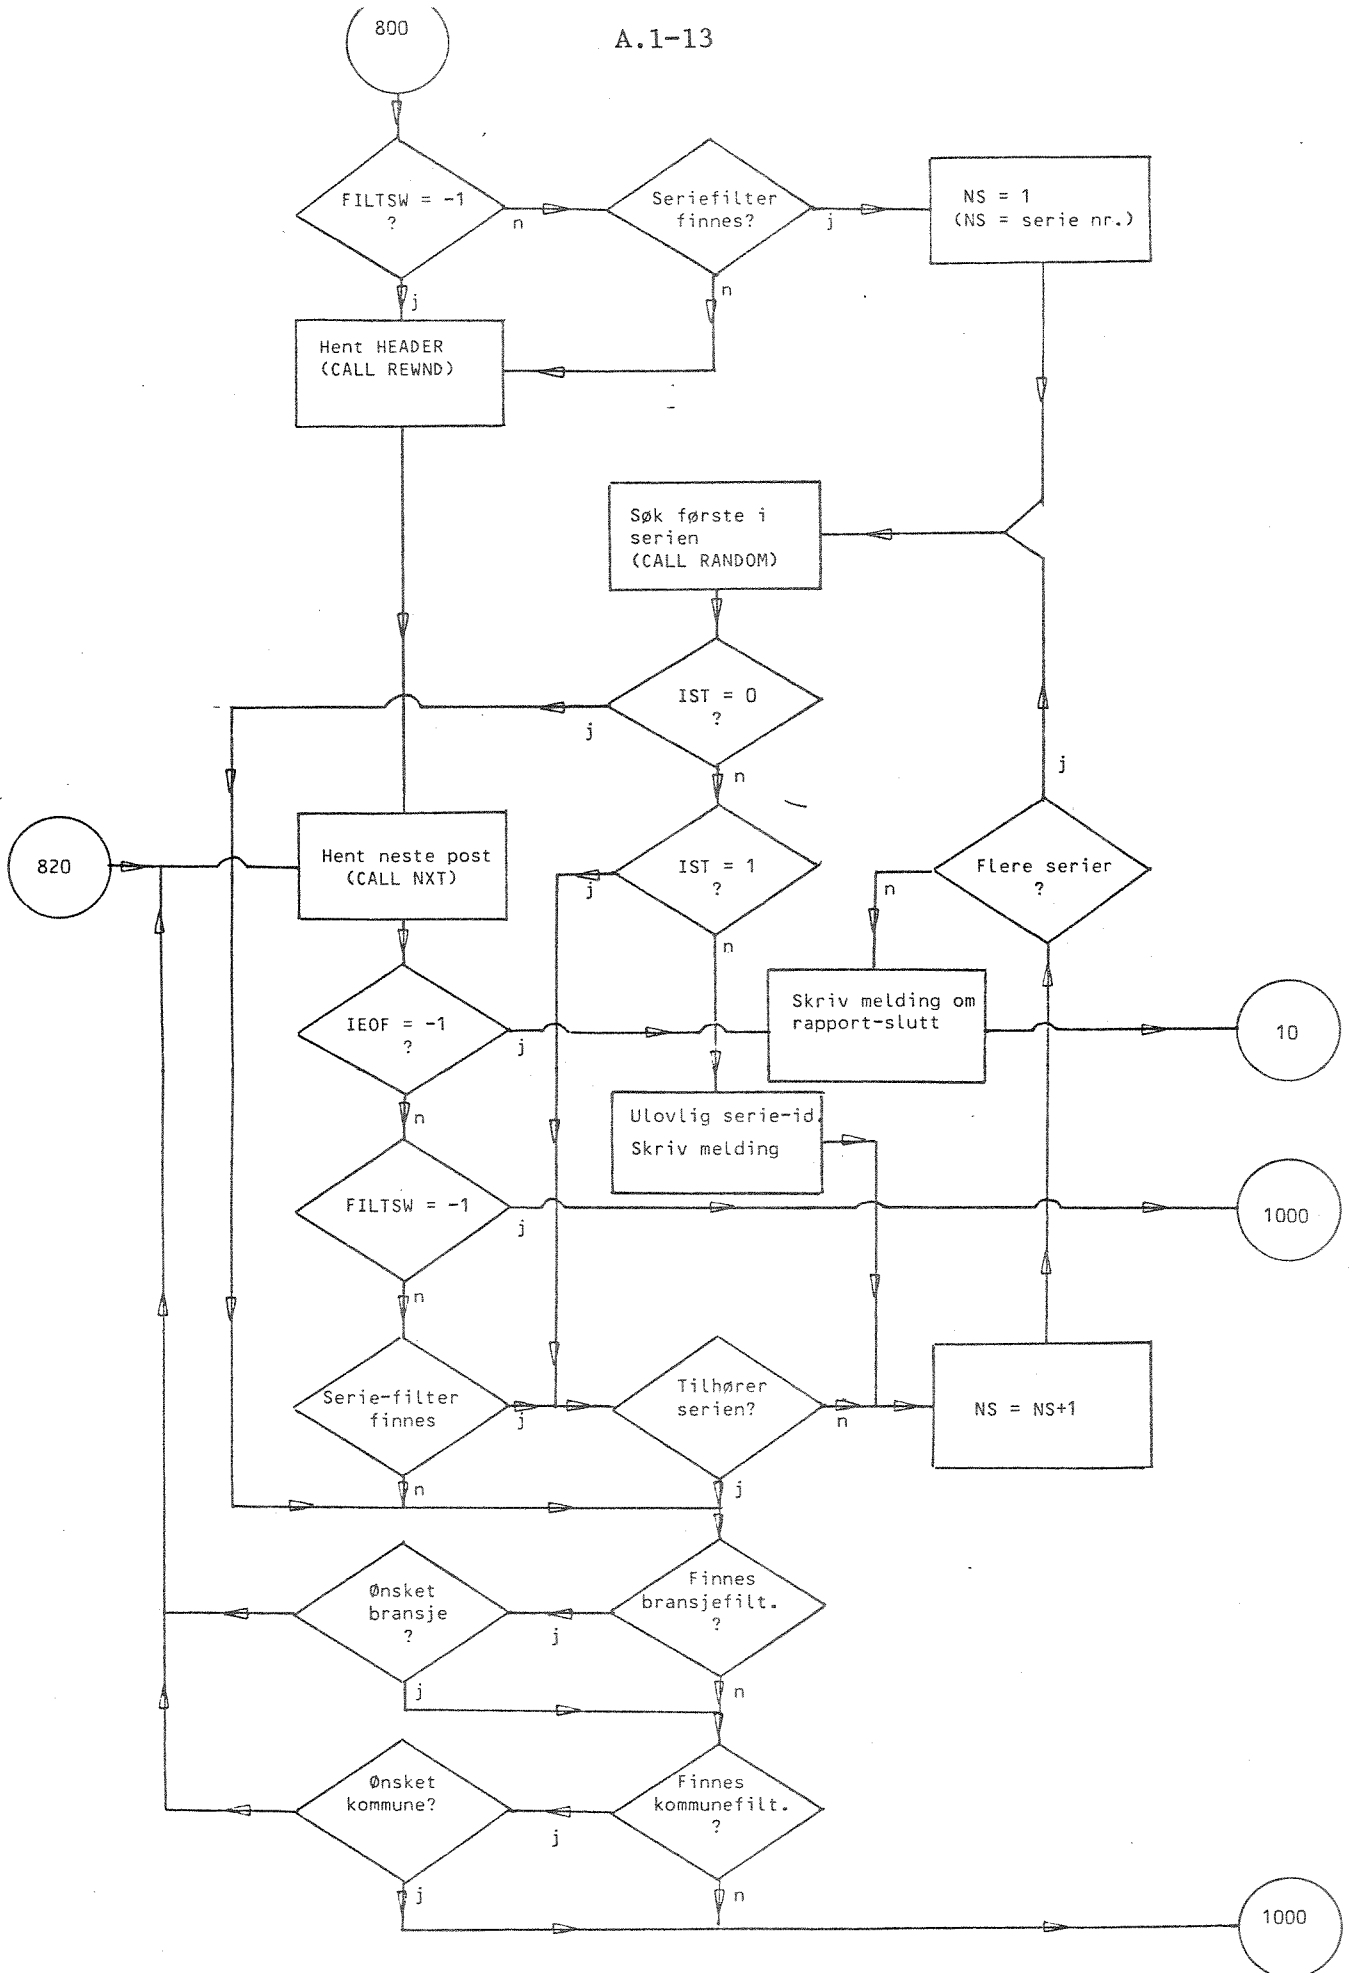 800
A.1-13
FILTSW = -1
?
n
j
Seriefilter
finnes?
j
n
NS = 1
(NS = serie nr.)
Hent HEADER
(CALL REWND)
Søk første i
serien
(CALL RANDOM)
IST = 0
?
j
n
j
820
Hent neste post
(CALL NXT)
IST = 1
?
j
n
Flere serier
?
n
IEOF = -1
?
j
n
Skriv melding om
rapport-slutt
10
Ulovlig serie-id.
Skriv melding
FILTSW = -1
j
n
1000
Serie-filter
finnes
j
n
Tilhører
serien?
n
j
NS = NS+1
Ønsket
bransje
?
j
Finnes
bransjefilt.
?
j
n
Ønsket
kommune?
j
Finnes
kommunefilt.
?
j
n
1000